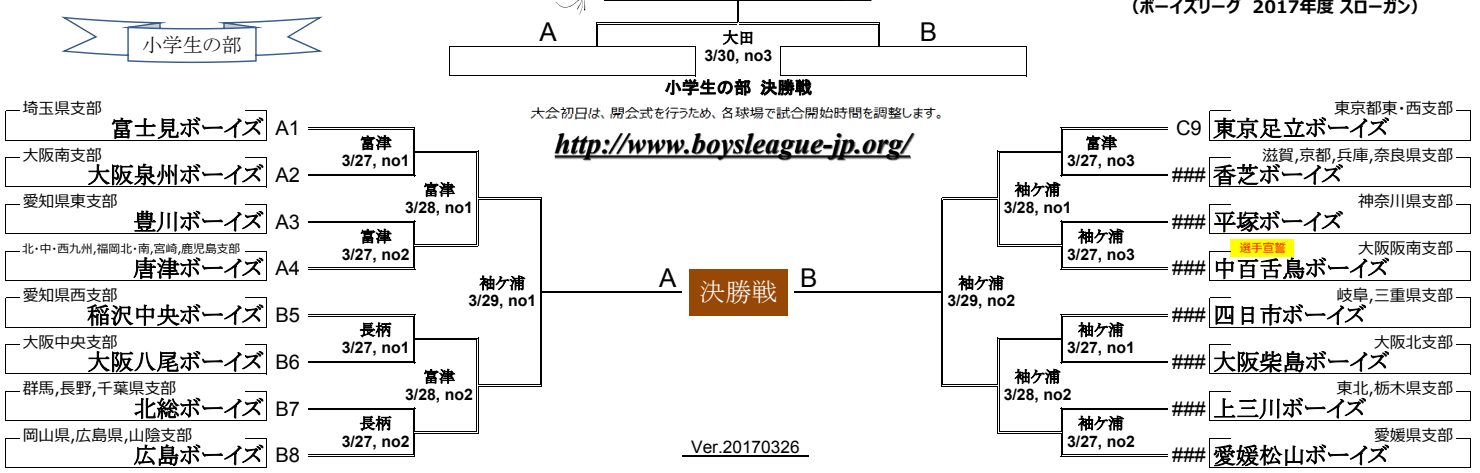 (ボーイズリーグ 2017年度 スローガン)
小学生の部
A
大田
3/30, no3
B
小学生の部 決勝戦
大会初日は、開会式を行うため、各球場で試合開始時間を調整します。
http://www.boysleague-jp.org/
埼玉県支部
富士見ボーイズ A1
富津
3/27, no1
大阪南支部
大阪泉州ボーイズ A2
富津
3/28, no1
愛知県東支部
豊川ボーイズ A3
富津
3/27, no2
北・中・西九州,福岡北・南,宮崎,鹿児島支部
唐津ボーイズ A4
袖ケ浦
3/29, no1
愛知県西支部
稲沢中央ボーイズ B5
長柄
3/27, no1
大阪中央支部
大阪八尾ボーイズ B6
富津
3/28, no2
群馬,長野,千葉県支部
北総ボーイズ B7
長柄
3/27, no2
岡山県,広島県,山陰支部
広島ボーイズ B8
A 決勝戦 B
Ver.20170326
東京都東・西支部
C9 東京足立ボーイズ
富津
3/27, no3
滋賀,京都,兵庫,奈良県支部
### 香芝ボーイズ
袖ケ浦
3/28, no1
神奈川県支部
### 平塚ボーイズ
袖ケ浦
3/27, no3
選手宣誓
大阪阪南支部
### 中百舌鳥ボーイズ
袖ケ浦
3/29, no2
岐阜,三重県支部
### 四日市ボーイズ
袖ケ浦
3/27, no1
大阪北支部
### 大阪柴島ボーイズ
袖ケ浦
3/28, no2
東北,栃木県支部
### 上三川ボーイズ
袖ケ浦
3/27, no2
愛媛県支部
### 愛媛松山ボーイズ